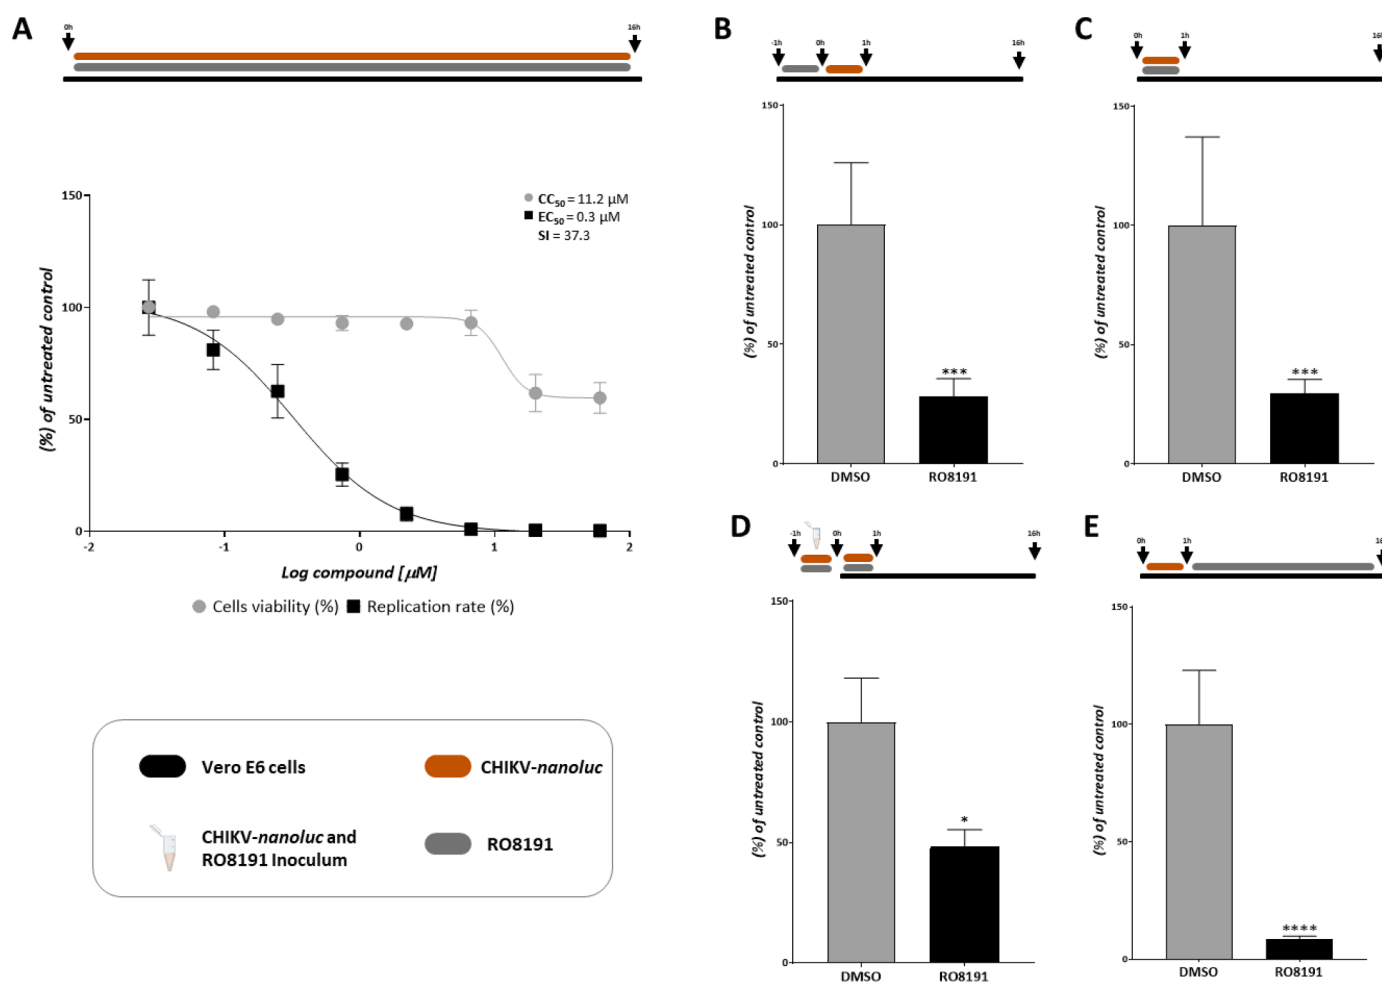 A
0h
16h
150
100
50
0
-2
-1
0
1
2
(%) of untreated control
Log compound [µM]
CC50 = 11.2 µM
EC50 = 0.3 µM
SI = 37.3
Cells viability (%)
Replication rate (%)
Vero E6 cells
CHIKV-nanoluc
CHIKV-nanoluc and
RO8191 Inoculum
RO8191
B
-1h
0h
1h
16h
150
100
50
0
(%) of untreated control
***
DMSO
RO8191
C
0h
1h
150
100
50
0
(%) of untreated control
***
DMSO
RO8191
D
-1h
0h
1h
16h
150
100
50
0
(%) of untreated control
*
DMSO
RO8191
E
0h
1h
150
100
50
0
(%) of untreated control
****
DMSO
RO8191